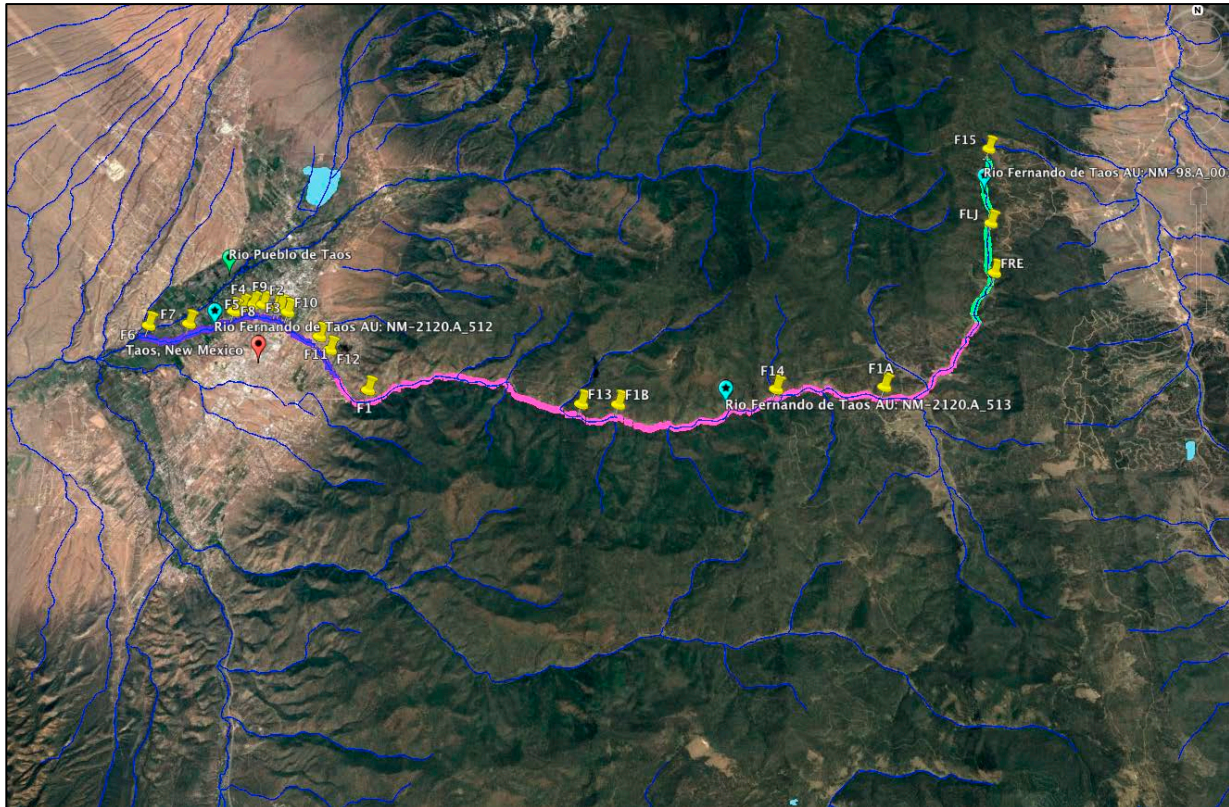 N
F15
Rio Fernando de Taos AU: NM-98.A_00
FLJ
FRE
Rio Pueblo de Taos
F4
F9
F2
F5
F8
F3
F10
F7
F6
Rio Fernando de Taos AU: NM-2120.A_512
Taos, New Mexico
F11
F12
F1
F13
F1B
F14
F1A
Rio Fernando de Taos AU: NM-2120.A_513